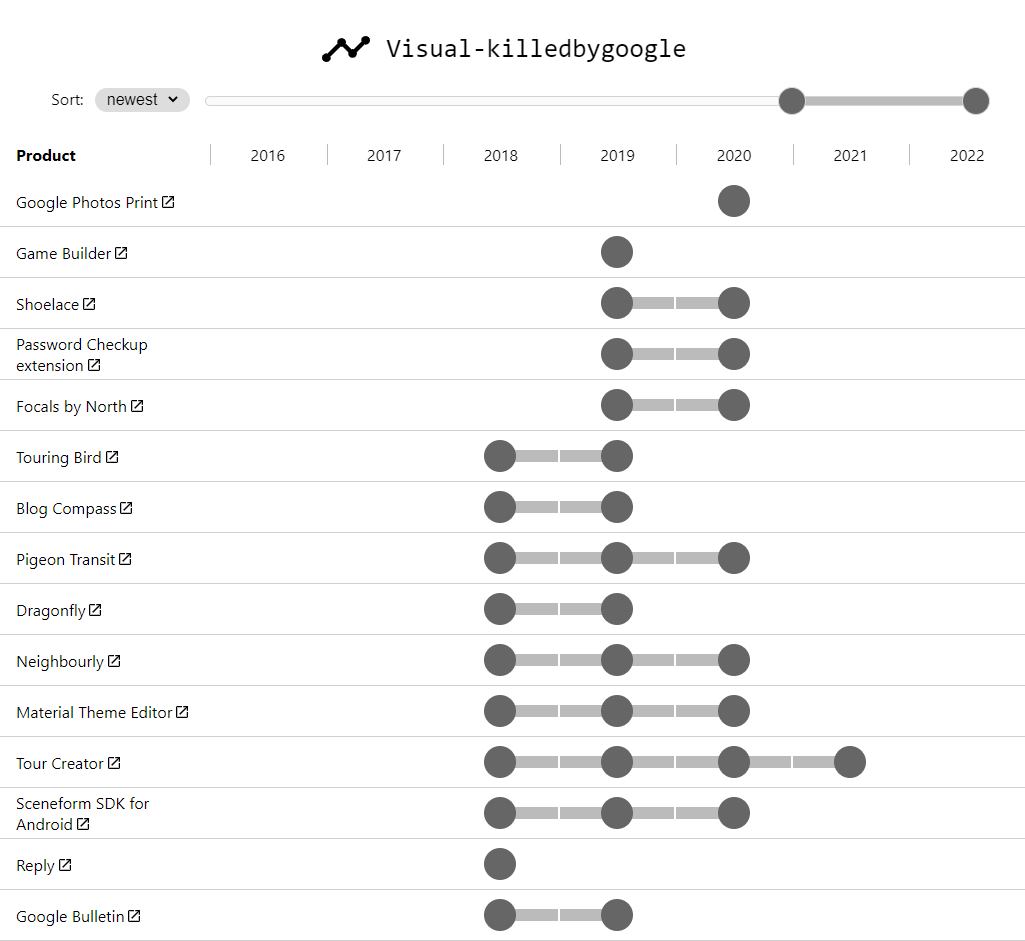 Visual-killedbygoogle
Sort: newest
Product 2016 2017 2018 2019 2020 2021 2022
Google Photos Print
Game Builder
Shoelace
Password Checkup
extension
Focals by North
Touring Bird
Blog Compass
Pigeon Transit
Dragonfly
Neighbourly
Material Theme Editor
Tour Creator
Sceneform SDK for
Android
Reply
Google Bulletin